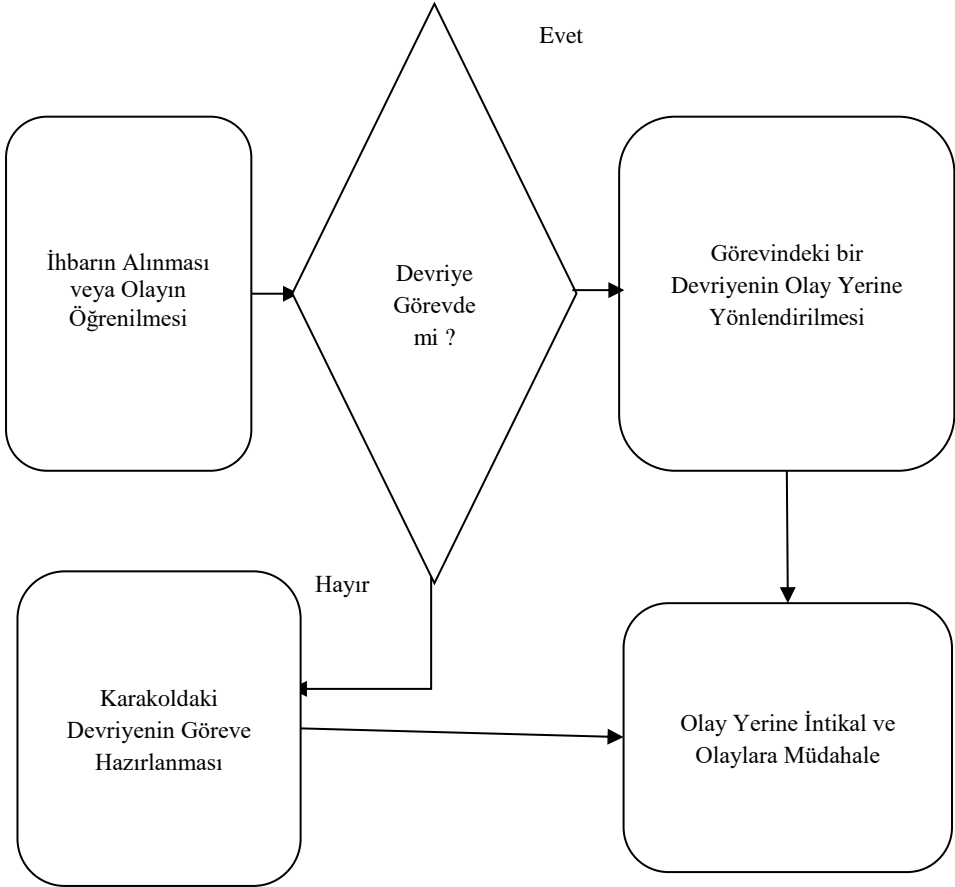 Evet
İhbarın Alınması
veya Olayın
Öğrenilmesi
Devriye
Görevde
mi ?
Görevindeki bir
Devriyenin Olay Yerine
Yönlendirilmesi
Hayır
Karakoldaki
Devriyenin Göreve
Hazırlanması
Olay Yerine İntikal ve
Olaylara Müdahale